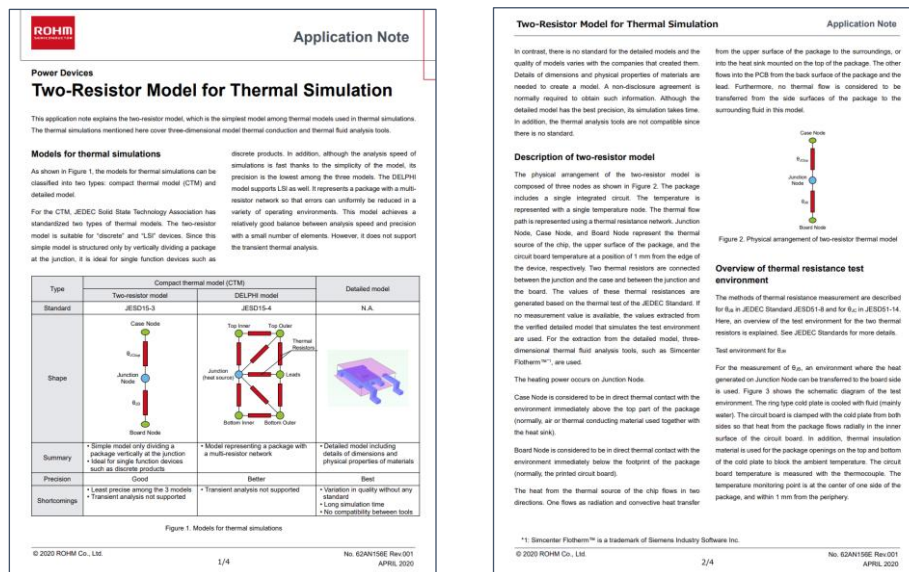 ROHM
SEMICONDUCTOR
Application Note
Power Devices
Two-Resistor Model for Thermal Simulation
This application note explains the two-resistor model, which is the simplest model among thermal models used in thermal simulations.
The thermal simulations mentioned here cover three-dimensional model thermal conduction and thermal fluid analysis tools.
Models for thermal simulations
As shown in Figure 1, the models for thermal simulations can be
classified into two types: compact thermal model (CTM) and
detailed model.
For the CTM, JEDEC Solid State Technology Association has
standardized two types of thermal models. The two-resistor
model is suitable for "discrete" and "LSI" devices. Since this
simple model is structured only by vertically dividing a package
at the junction, it is ideal for single function devices such as
discrete products. In addition, although the analysis speed of
simulations is fast thanks to the simplicity of the model, its
precision is the lowest among the three models. The DELPHI
model supports LSI as well. It represents a package with a multi-
resistor network so that errors can uniformly be reduced in a
variety of operating environments. This model achieves a
relatively good balance between analysis speed and precision
with a small number of elements. However, it does not support
the transient thermal analysis.
Type
Compact thermal model (CTM)
Detailed model
Two-resistor model
DELPHI model
Standard
JESD15-3
JESD15-4
N.A.
Shape
Case Node
θJCtop
Junction
Node
θJB
Board Node
Top Inner
Top Outer
Thermal
Resistors
Junction
(heat source)
Leads
Bottom Inner
Bottom Outer
Summary
• Simple model only dividing a
package vertically at the junction
• Ideal for single function devices
such as discrete products
• Model representing a package with
a multi-resistor network
• Detailed model including
details of dimensions and
physical properties of materials
Precision
Good
Better
Best
Shortcomings
• Least precise among the 3 models
• Transient analysis not supported
• Transient analysis not supported
• Variation in quality without any
standard
• Long simulation time
• No compatibility between tools
Figure 1. Models for thermal simulations
© 2020 ROHM Co., Ltd.
1/4
No. 62AN156E Rev.001
APRIL 2020
Two-Resistor Model for Thermal Simulation
Application Note
In contrast, there is no standard for the detailed models and the
quality of models varies with the companies that created them.
Details of dimensions and physical properties of materials are
needed to create a model. A non-disclosure agreement is
normally required to obtain such information. Although the
detailed model has the best precision, its simulation takes time.
In addition, the thermal analysis tools are not compatible since
there is no standard.
Description of two-resistor model
The physical arrangement of the two-resistor model is
composed of three nodes as shown in Figure 2. The package
includes a single integrated circuit. The temperature is
represented with a single temperature node. The thermal flow
path is represented using a thermal resistance network. Junction
Node, Case Node, and Board Node represent the thermal
source of the chip, the upper surface of the package, and the
circuit board temperature at a position of 1 mm from the edge of
the device, respectively. Two thermal resistors are connected
between the junction and the case and between the junction and
the board. The values of these thermal resistances are
generated based on the thermal test of the JEDEC Standard. If
no measurement value is available, the values extracted from
the verified detailed model that simulates the test environment
are used. For the extraction from the detailed model, three-
dimensional thermal fluid analysis tools, such as Simcenter
Flotherm™*1, are used.
The heating power occurs on Junction Node.
Case Node is considered to be in direct thermal contact with the
environment immediately above the top part of the package
(normally, air or thermal conducting material used together with
the heat sink).
Board Node is considered to be in direct thermal contact with the
environment immediately below the footprint of the package
(normally, the printed circuit board).
The heat from the thermal source of the chip flows in two
directions. One flows as radiation and convective heat transfer
from the upper surface of the package to the surroundings, or
into the heat sink mounted on the top of the package. The other
flows into the PCB from the back surface of the package and the
lead. Furthermore, no thermal flow is considered to be
transferred from the side surfaces of the package to the
surrounding fluid in this model.
Case Node
θJCtop
Junction
Node
θJB
Board Node
Figure 2. Physical arrangement of two-resistor thermal model
Overview of thermal resistance test
environment
The methods of thermal resistance measurement are described
for θJB in JEDEC Standard JESD51-8 and for θJC in JESD51-14.
Here, an overview of the test environment for the two thermal
resistors is explained. See JEDEC Standards for more details.
Test environment for θJB
For the measurement of θJB, an environment where the heat
generated on Junction Node can be transferred to the board side
is used. Figure 3 shows the schematic diagram of the test
environment. The ring type cold plate is cooled with fluid (mainly
water). The circuit board is clamped with the cold plate from both
sides so that heat from the package flows radially in the inner
surface of the circuit board. In addition, thermal insulation
material is used for the package openings on the top and bottom
of the cold plate to block the ambient temperature. The circuit
board temperature is measured with the thermocouple. The
temperature monitoring point is at the center of one side of the
package, and within 1 mm from the periphery.
*1: Simcenter Flotherm™ is a trademark of Siemens Industry Software Inc.
© 2020 ROHM Co., Ltd.
2/4
No. 62AN156E Rev.001
APRIL 2020